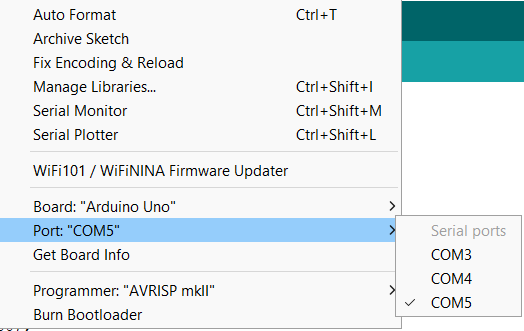 Auto Format Ctrl+T
Archive Sketch
Fix Encoding & Reload
Manage Libraries... Ctrl+Shift+I
Serial Monitor Ctrl+Shift+M
Serial Plotter Ctrl+Shift+L
WiFi101 / WiFiNINA Firmware Updater
Board: "Arduino Uno"
Port: "COM5"
Get Board Info
Programmer: "AVRISP mkII"
Burn Bootloader
Serial ports
COM3
COM4
COM5